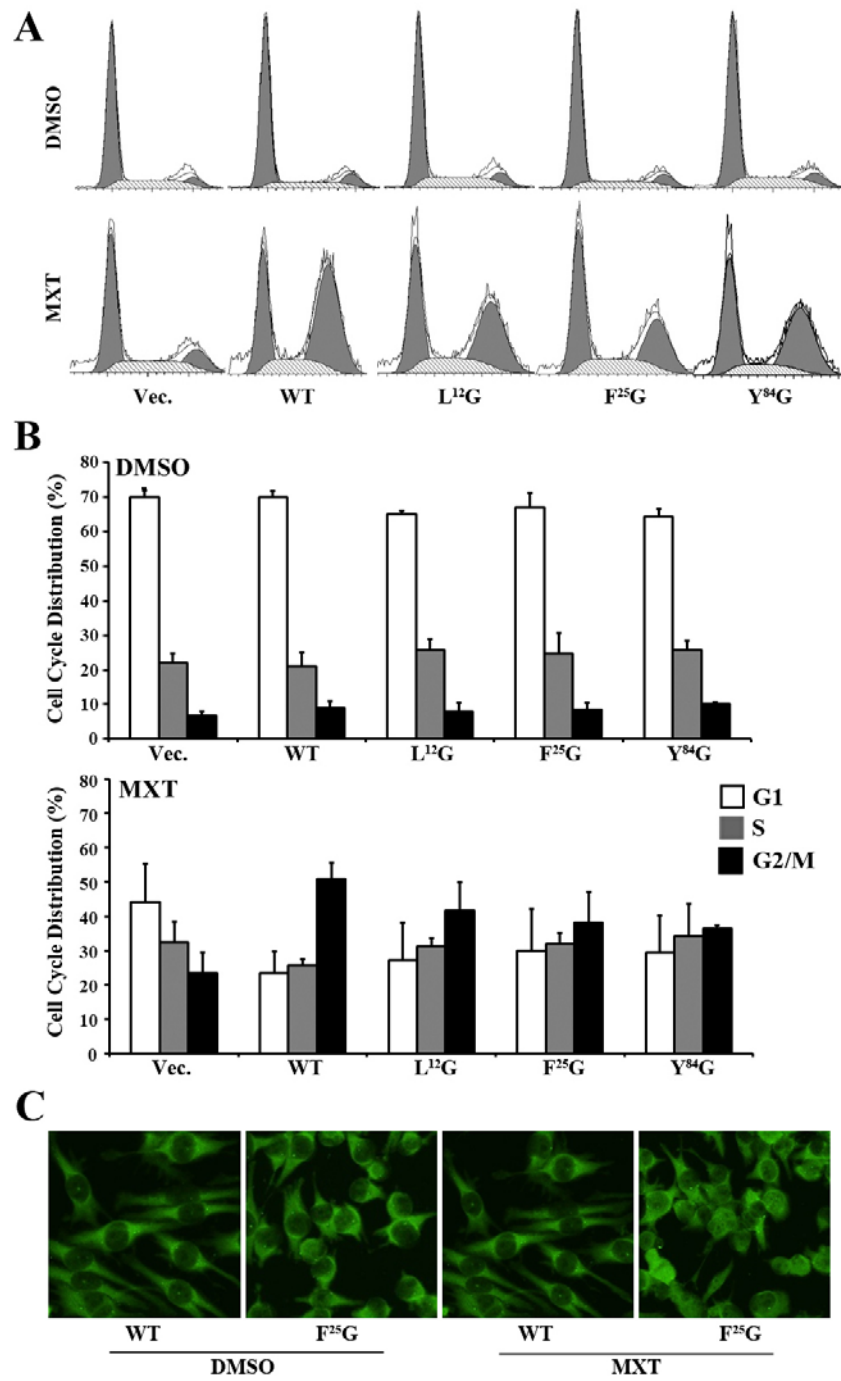 A
DMSO
MXT
Vec. WT L¹²G F²⁵G Y⁸⁴G
B
DMSO
Cell Cycle Distribution (%)
80
70
60
50
40
30
20
10
0
Vec. WT L¹²G F²⁵G Y⁸⁴G
MXT
Cell Cycle Distribution (%)
80
70
60
50
40
30
20
10
0
G1
S
G2/M
Vec. WT L¹²G F²⁵G Y⁸⁴G
C
WT F²⁵G WT F²⁵G
DMSO MXT